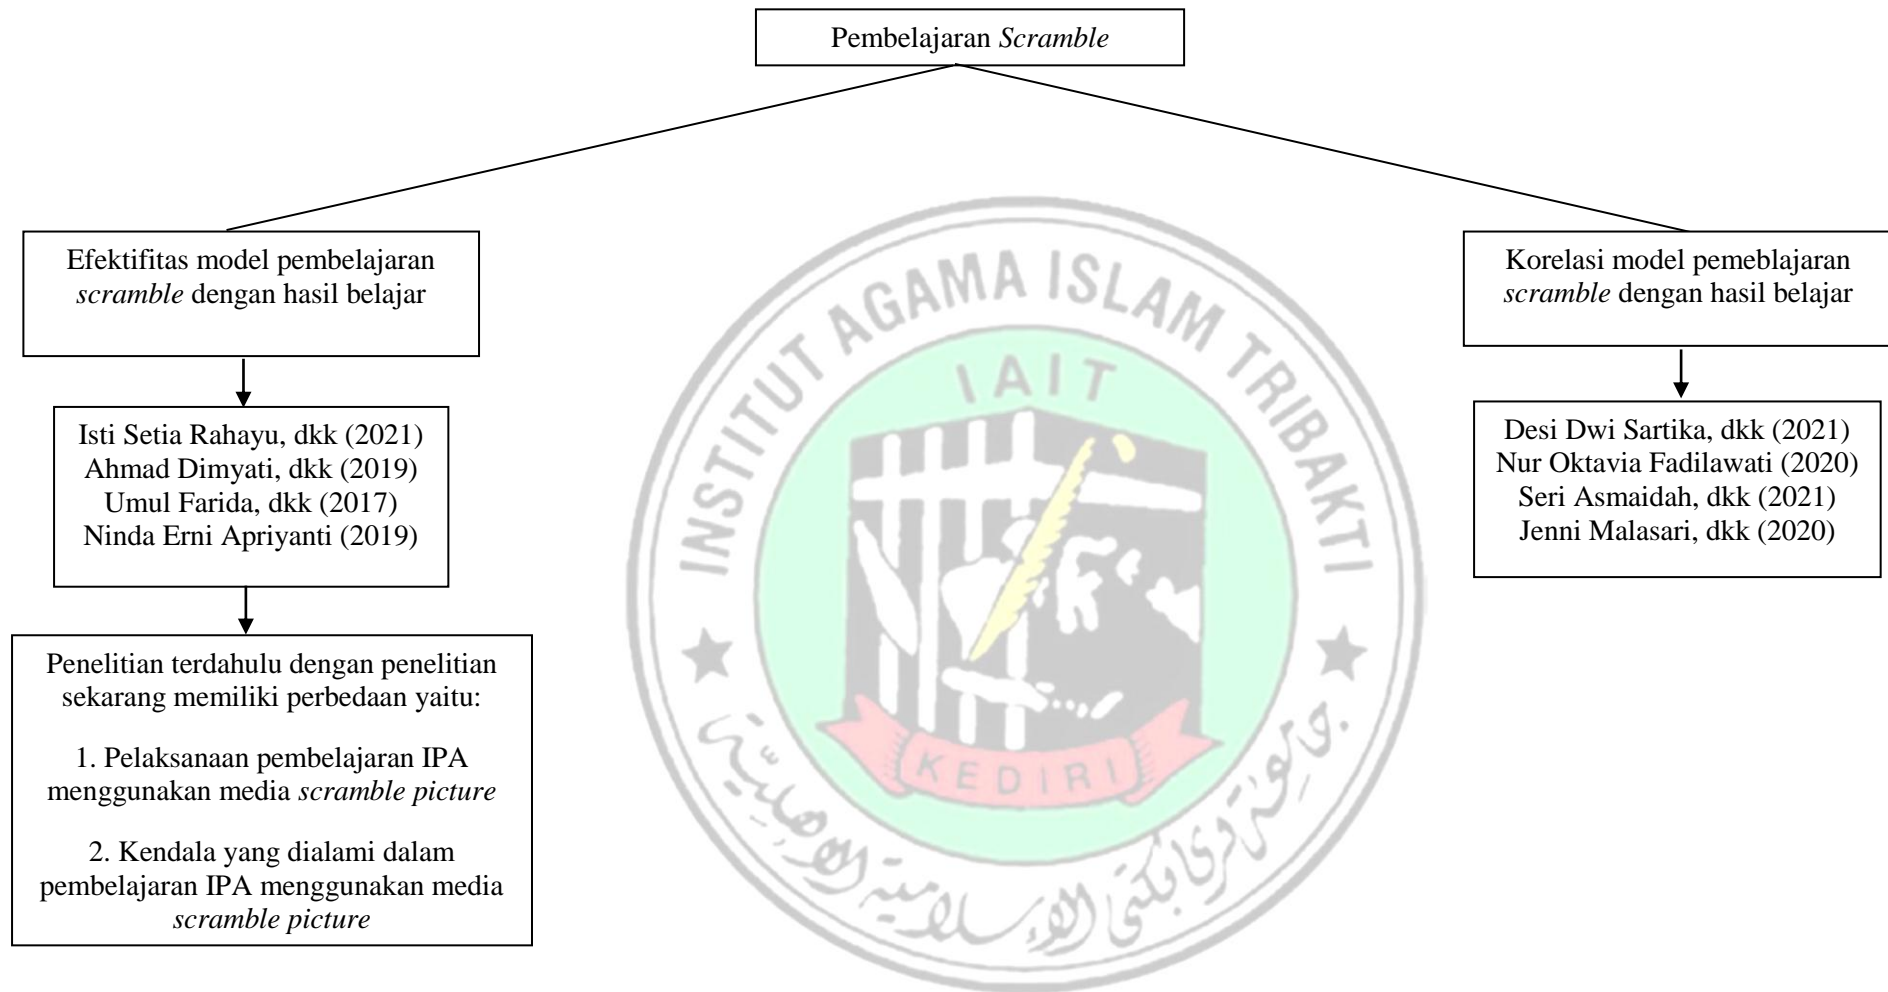 Pembelajaran Scramble
Efektifitas model pembelajaran
scramble dengan hasil belajar
Korelasi model pemeblajaran
scramble dengan hasil belajar
Isti Setia Rahayu, dkk (2021)
Ahmad Dimyati, dkk (2019)
Umul Farida, dkk (2017)
Ninda Erni Apriyanti (2019)
Desi Dwi Sartika, dkk (2021)
Nur Oktavia Fadilawati (2020)
Seri Asmaidah, dkk (2021)
Jenni Malasari, dkk (2020)
Penelitian terdahulu dengan penelitian
sekarang memiliki perbedaan yaitu:
1. Pelaksanaan pembelajaran IPA
menggunakan media scramble picture
2. Kendala yang dialami dalam
pembelajaran IPA menggunakan media
scramble picture
INSTITUT AGAMA ISLAM TRIBAKTI
IAIT
KEDIRI